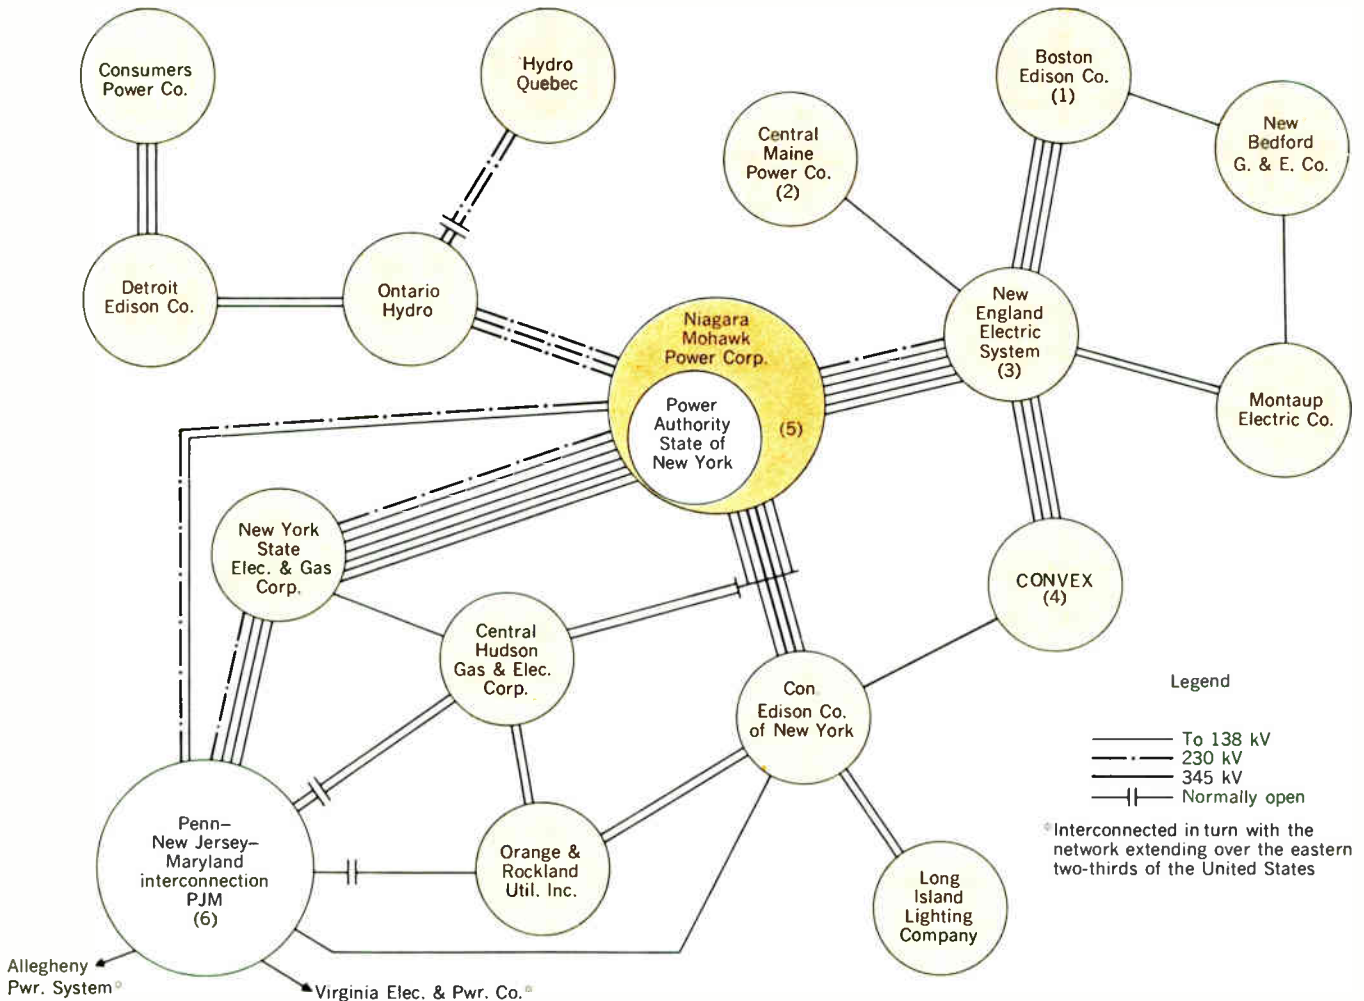 Consumers
Power Co.
Hydro
Quebec
Boston
Edison Co.
(1)
Central
Maine
Power Co.
(2)
New
Bedford
G. & E. Co.
Detroit
Edison Co.
Ontario
Hydro
Niagara
Mohawk
Power Corp.
(5)
Power
Authority
State of
New York
New
England
Electric
System
(3)
Montaup
Electric Co.
New York
State
Elec. & Gas
Corp.
CONVEX
(4)
Central
Hudson
Gas & Elec.
Corp.
Con
Edison Co.
of New York
Penn–
New Jersey–
Maryland
interconnection
PJM
(6)
Orange &
Rockland
Util. Inc.
Long
Island
Lighting
Company
Allegheny
Pwr. System°
Virginia Elec. & Pwr. Co.°
Legend
To 138 kV
230 kV
345 kV
Normally open
°Interconnected in turn with the
network extending over the eastern
two-thirds of the United States